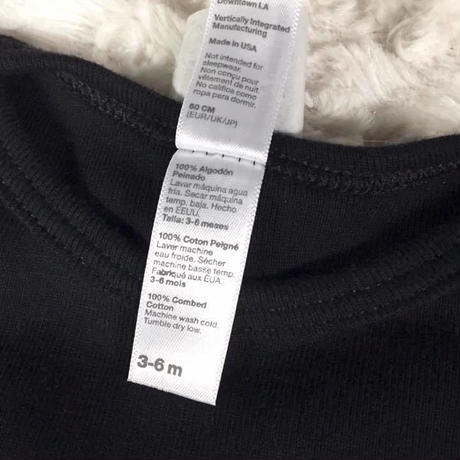 Downtown LA
Vertically Integrated
Manufacturing
Made in USA
Not intended for
sleepwear.
Non conçu pour
vêtement de nuit.
No califica como
ropa para dormir.
60 CM
(EUR/UK/JP)
100% Algodón
Peinado
Lavar máquina agua
fría. Secar máquina
temp. baja. Hecho
en EEUU.
Talla: 3-6 meses
100% Coton Peigné
Laver machine
eau froide. Sécher
machine basse temp.
Fabriqué aux ÉUA.
3-6 mois
100% Combed
Cotton
Machine wash cold.
Tumble dry low.
3-6 m